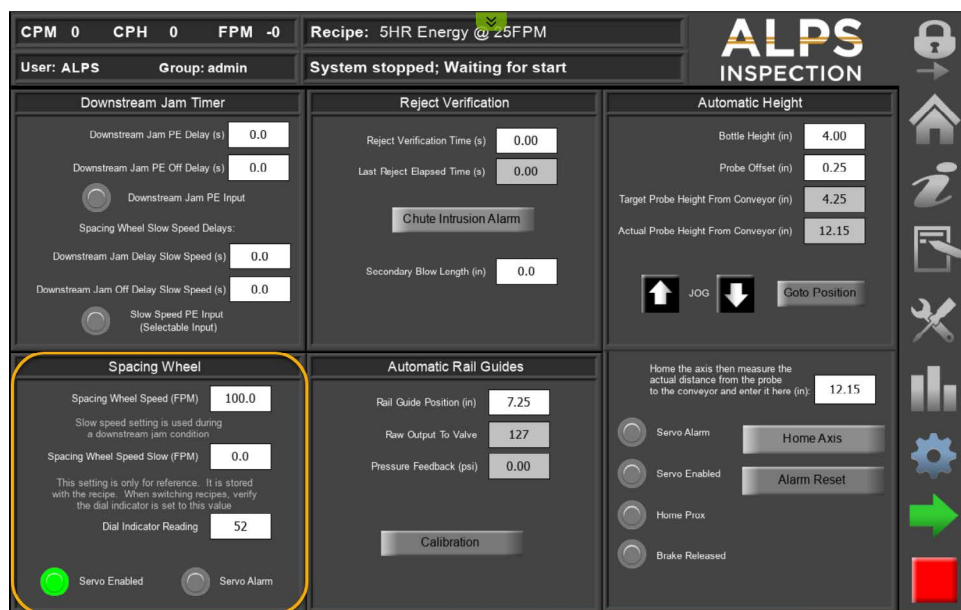 CPM 0 CPH 0 FPM -0
Recipe: 5HR Energy @ 25FPM
User: ALPS Group: admin
System stopped; Waiting for start
ALPS
INSPECTION
Downstream Jam Timer
Downstream Jam PE Delay (s) 0.0
Downstream Jam PE Off Delay (s) 0.0
Downstream Jam PE Input
Spacing Wheel Slow Speed Delays:
Downstream Jam Delay Slow Speed (s) 0.0
Downstream Jam Off Delay Slow Speed (s) 0.0
Slow Speed PE Input
(Selectable Input)
Reject Verification
Reject Verification Time (s) 0.00
Last Reject Elapsed Time (s) 0.00
Chute Intrusion Alarm
Secondary Blow Length (in) 0.0
Automatic Height
Bottle Height (in) 4.00
Probe Offset (in) 0.25
Target Probe Height From Conveyor (in) 4.25
Actual Probe Height From Conveyor (in) 12.15
JOG Goto Position
Spacing Wheel
Spacing Wheel Speed (FPM) 100.0
Slow speed setting is used during
a downstream jam condition
Spacing Wheel Speed Slow (FPM) 0.0
This setting is only for reference. It is stored
with the recipe. When switching recipes, verify
the dial indicator is set to this value
Dial Indicator Reading 52
Servo Enabled Servo Alarm
Automatic Rail Guides
Rail Guide Position (in) 7.25
Raw Output To Valve 127
Pressure Feedback (psi) 0.00
Calibration
Home the axis then measure the
actual distance from the probe
to the conveyor and enter it here (in): 12.15
Servo Alarm Home Axis
Servo Enabled Alarm Reset
Home Prox
Brake Released